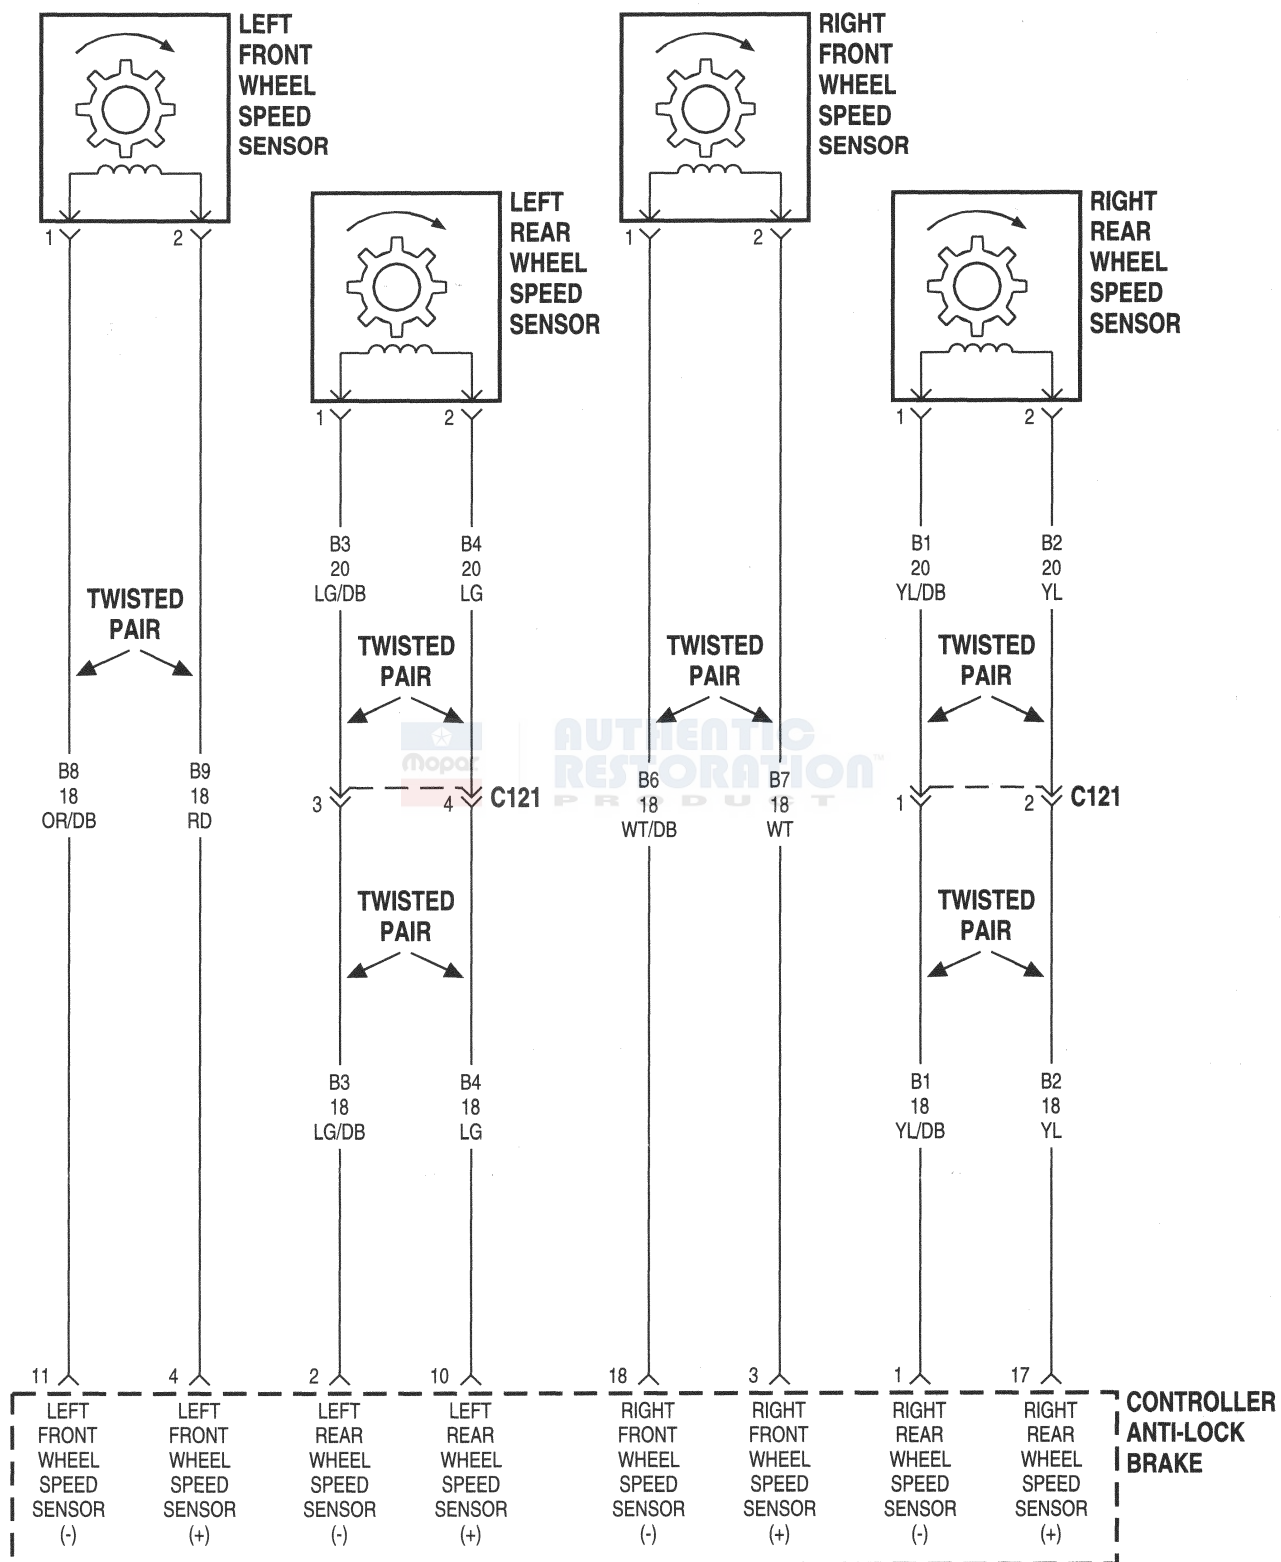 LEFT
FRONT
WHEEL
SPEED
SENSOR
1
2
LEFT
REAR
WHEEL
SPEED
SENSOR
1
2
RIGHT
FRONT
WHEEL
SPEED
SENSOR
1
2
RIGHT
REAR
WHEEL
SPEED
SENSOR
1
2
B3
20
LG/DB
B4
20
LG
B1
20
YL/DB
B2
20
YL
TWISTED
PAIR
TWISTED
PAIR
TWISTED
PAIR
TWISTED
PAIR
Mopar
AUTHENTIC
RESTORATION™
PRODUCT
B8
18
OR/DB
B9
18
RD
3
4
C121
B6
18
WT/DB
B7
18
WT
1
2
C121
TWISTED
PAIR
TWISTED
PAIR
B3
18
LG/DB
B4
18
LG
B1
18
YL/DB
B2
18
YL
11
4
2
10
18
3
1
17
LEFT
FRONT
WHEEL
SPEED
SENSOR
(-)
LEFT
FRONT
WHEEL
SPEED
SENSOR
(+)
LEFT
REAR
WHEEL
SPEED
SENSOR
(-)
LEFT
REAR
WHEEL
SPEED
SENSOR
(+)
RIGHT
FRONT
WHEEL
SPEED
SENSOR
(-)
RIGHT
FRONT
WHEEL
SPEED
SENSOR
(+)
RIGHT
REAR
WHEEL
SPEED
SENSOR
(-)
RIGHT
REAR
WHEEL
SPEED
SENSOR
(+)
CONTROLLER
ANTI-LOCK
BRAKE